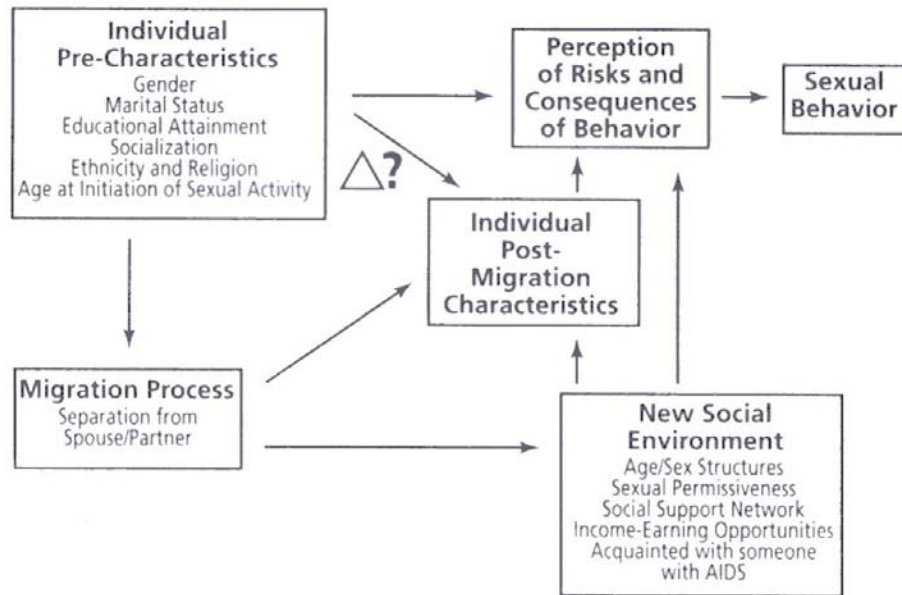 Individual
Pre-Characteristics
Gender
Marital Status
Educational Attainment
Socialization
Ethnicity and Religion
Age at Initiation of Sexual Activity
Perception
of Risks and
Consequences
of Behavior
Sexual
Behavior
△?
Individual
Post-
Migration
Characteristics
Migration Process
Separation from
Spouse/Partner
New Social
Environment
Age/Sex Structures
Sexual Permissiveness
Social Support Network
Income-Earning Opportunities
Acquainted with someone
with AIDS